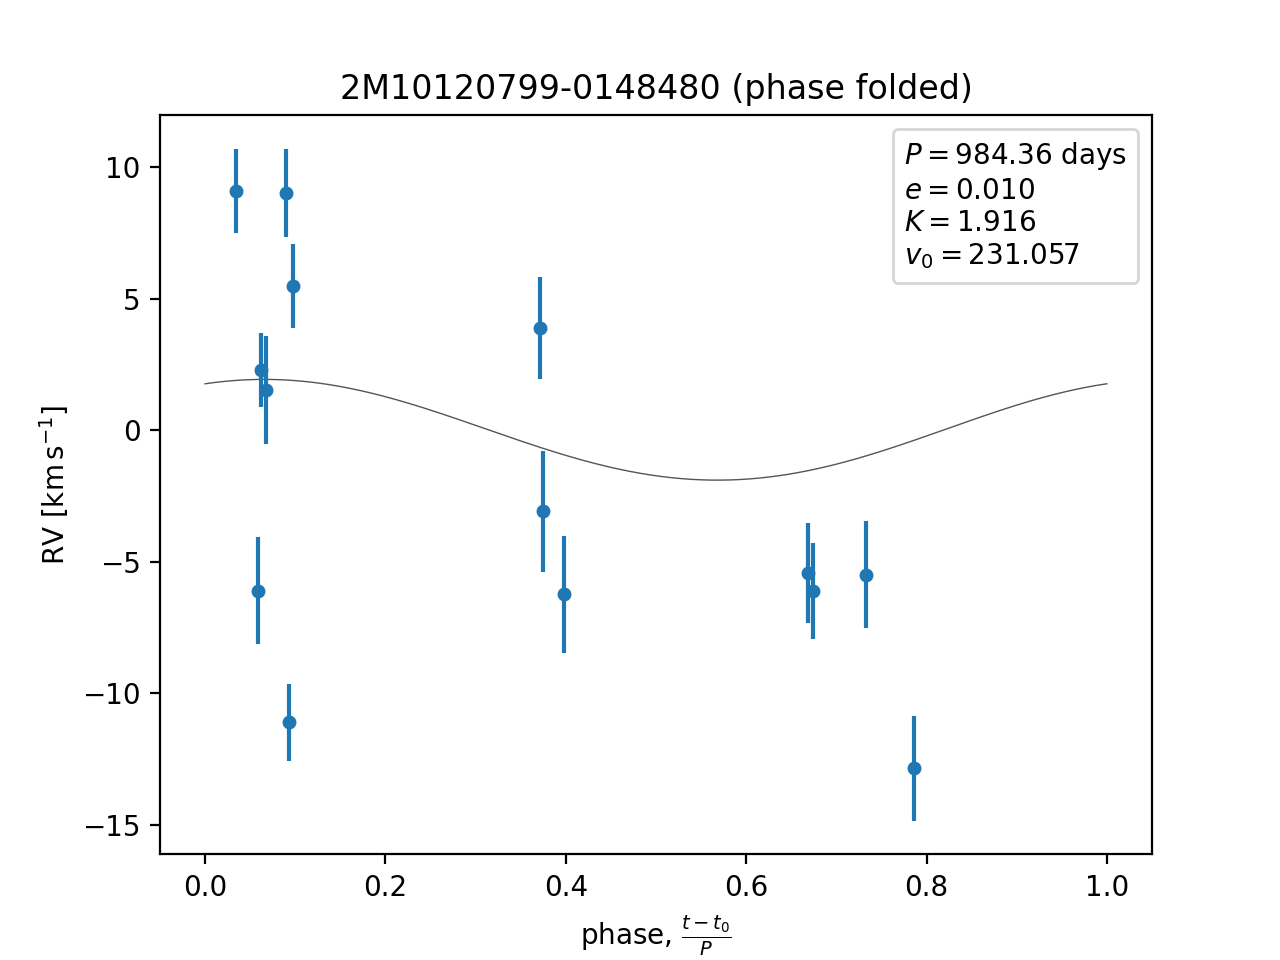 2M10120799-0148480 (phase folded)
P = 984.36 days
e = 0.010
K = 1.916
v₀ = 231.057
10
5
0
−5
−10
−15
RV [km s⁻¹]
0.0 0.2 0.4 0.6 0.8 1.0
phase, (t − t₀)/P